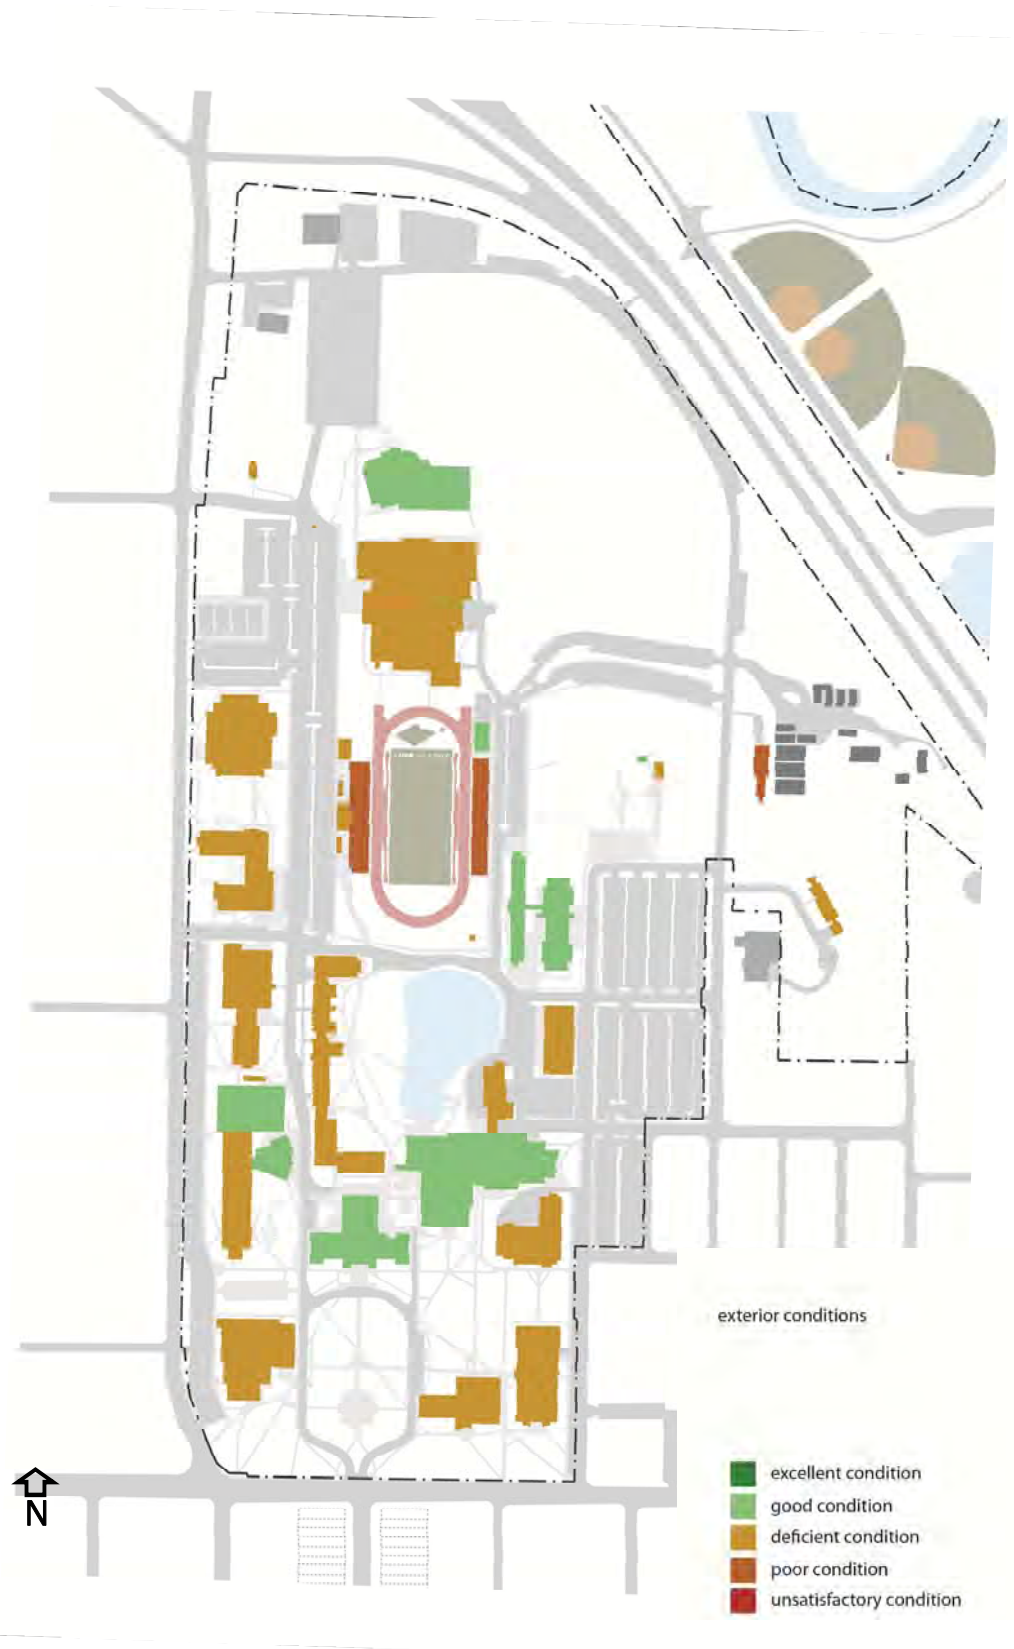 exterior conditions
N
excellent condition
good condition
deficient condition
poor condition
unsatisfactory condition